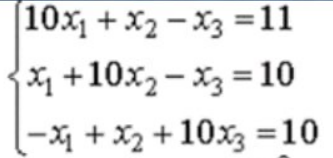 10x₁ + x₂ − x₃ = 11
x₁ + 10x₂ − x₃ = 10
−x₁ + x₂ + 10x₃ = 10